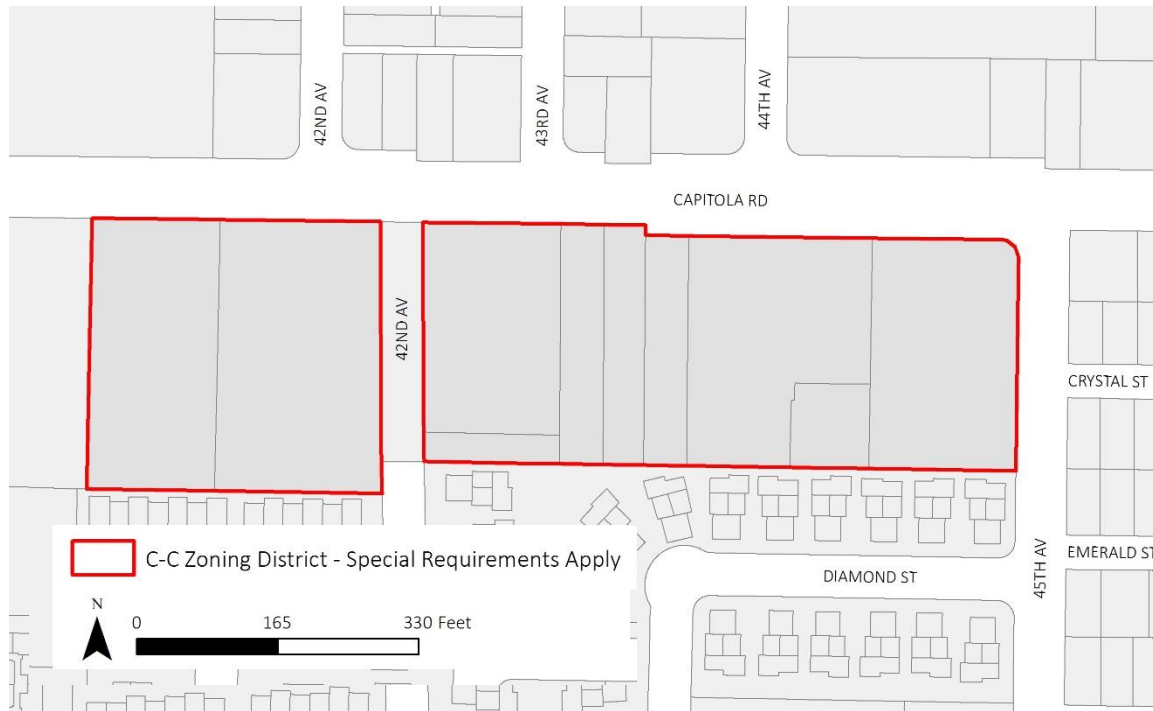 42ND AV
43RD AV
44TH AV
CAPITOLA RD
42ND AV
CRYSTAL ST
EMERALD ST
DIAMOND ST
45TH AV
C-C Zoning District - Special Requirements Apply
N
0 165 330 Feet